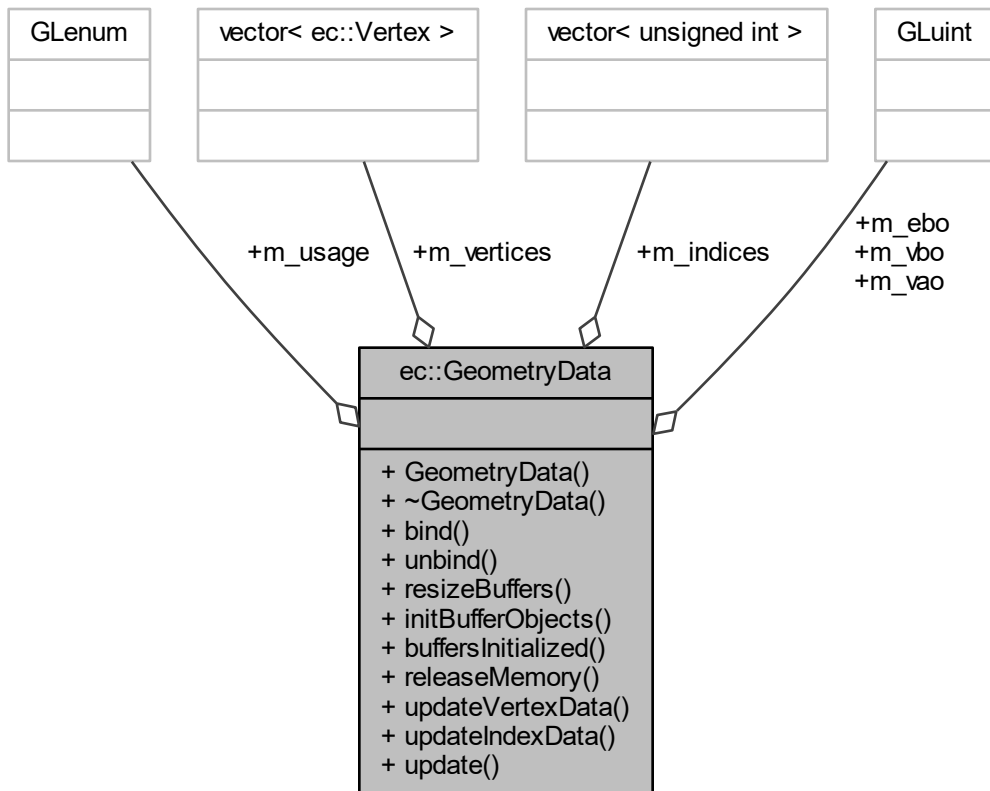 GLenum
vector< ec::Vertex >
vector< unsigned int >
GLuint
+m_usage
+m_vertices
+m_indices
+m_ebo
+m_vbo
+m_vao
ec::GeometryData
+ GeometryData()
+ ~GeometryData()
+ bind()
+ unbind()
+ resizeBuffers()
+ initBufferObjects()
+ buffersInitialized()
+ releaseMemory()
+ updateVertexData()
+ updateIndexData()
+ update()